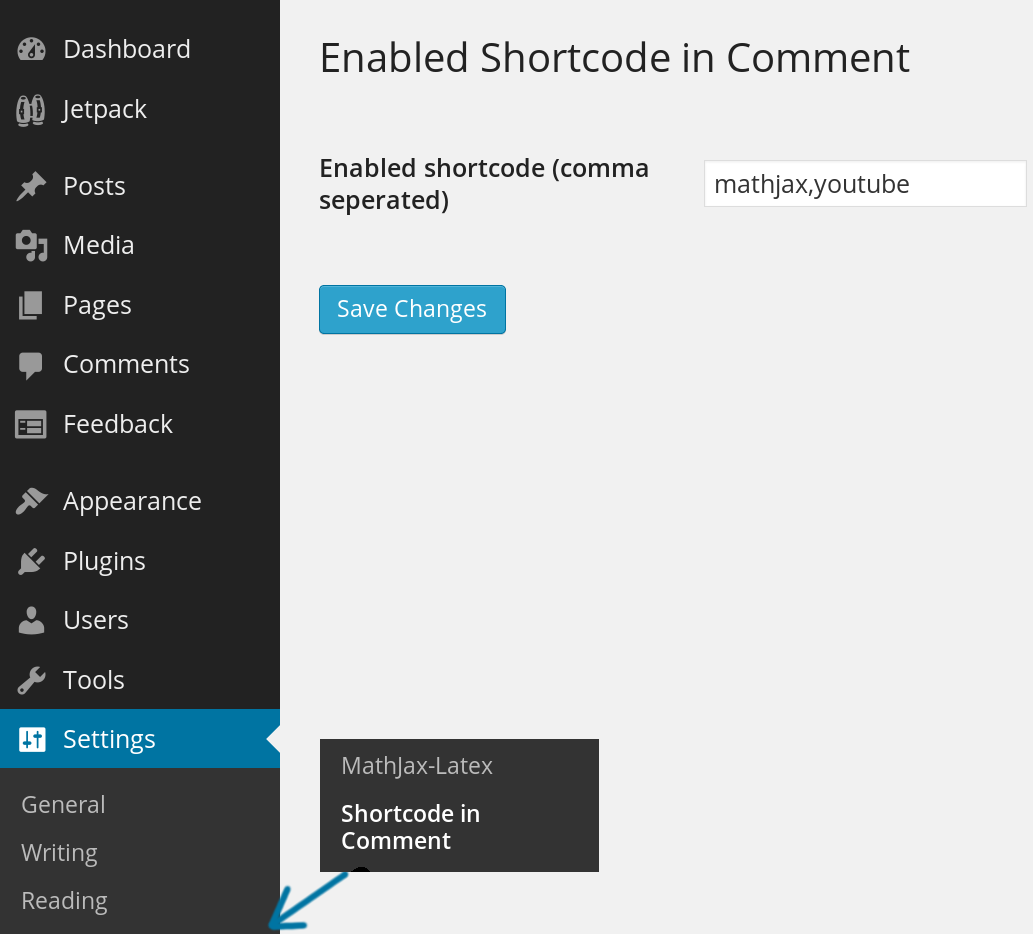 Dashboard
Jetpack
Posts
Media
Pages
Comments
Feedback
Appearance
Plugins
Users
Tools
Settings
General
Writing
Reading
Enabled Shortcode in Comment
Enabled shortcode (comma
seperated)
mathjax,youtube
Save Changes
MathJax-Latex
Shortcode in
Comment